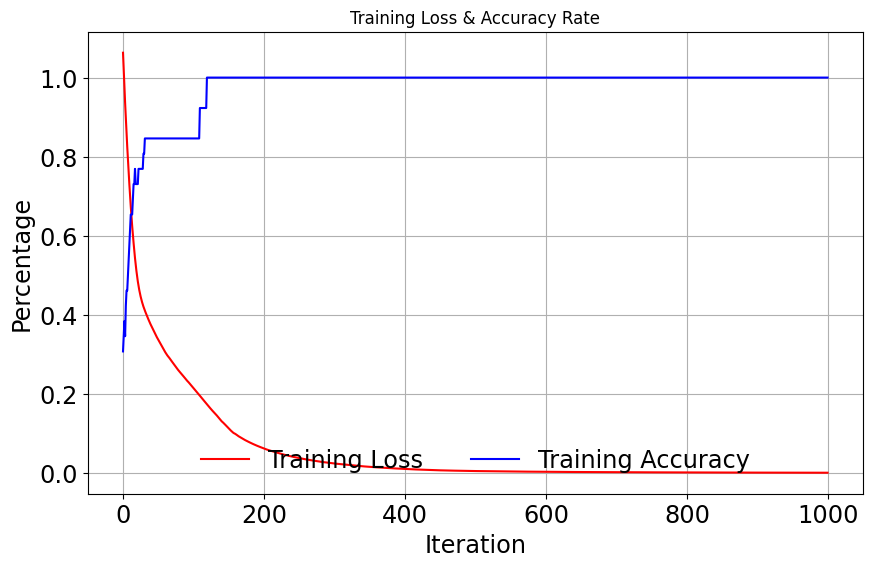 Training Loss & Accuracy Rate
1.0
0.8
0.6
0.4
0.2
0.0
Percentage
Training Loss
Training Accuracy
0 200 400 600 800 1000
Iteration